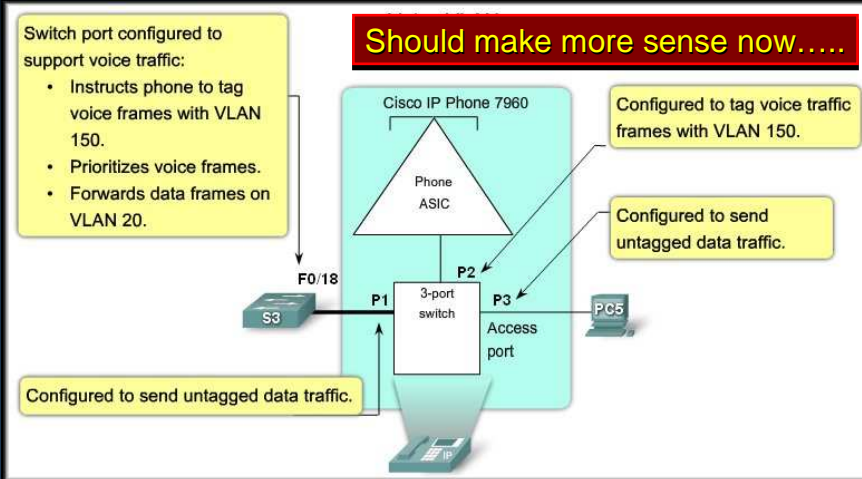 Should make more sense now…..
Switch port configured to
support voice traffic:
• Instructs phone to tag
voice frames with VLAN
150.
• Prioritizes voice frames.
• Forwards data frames on
VLAN 20.
Cisco IP Phone 7960
Configured to tag voice traffic
frames with VLAN 150.
Phone
ASIC
Configured to send
untagged data traffic.
F0/18
P2
P1
3-port
switch
P3
S3
PC5
Access
port
Configured to send untagged data traffic.
IP